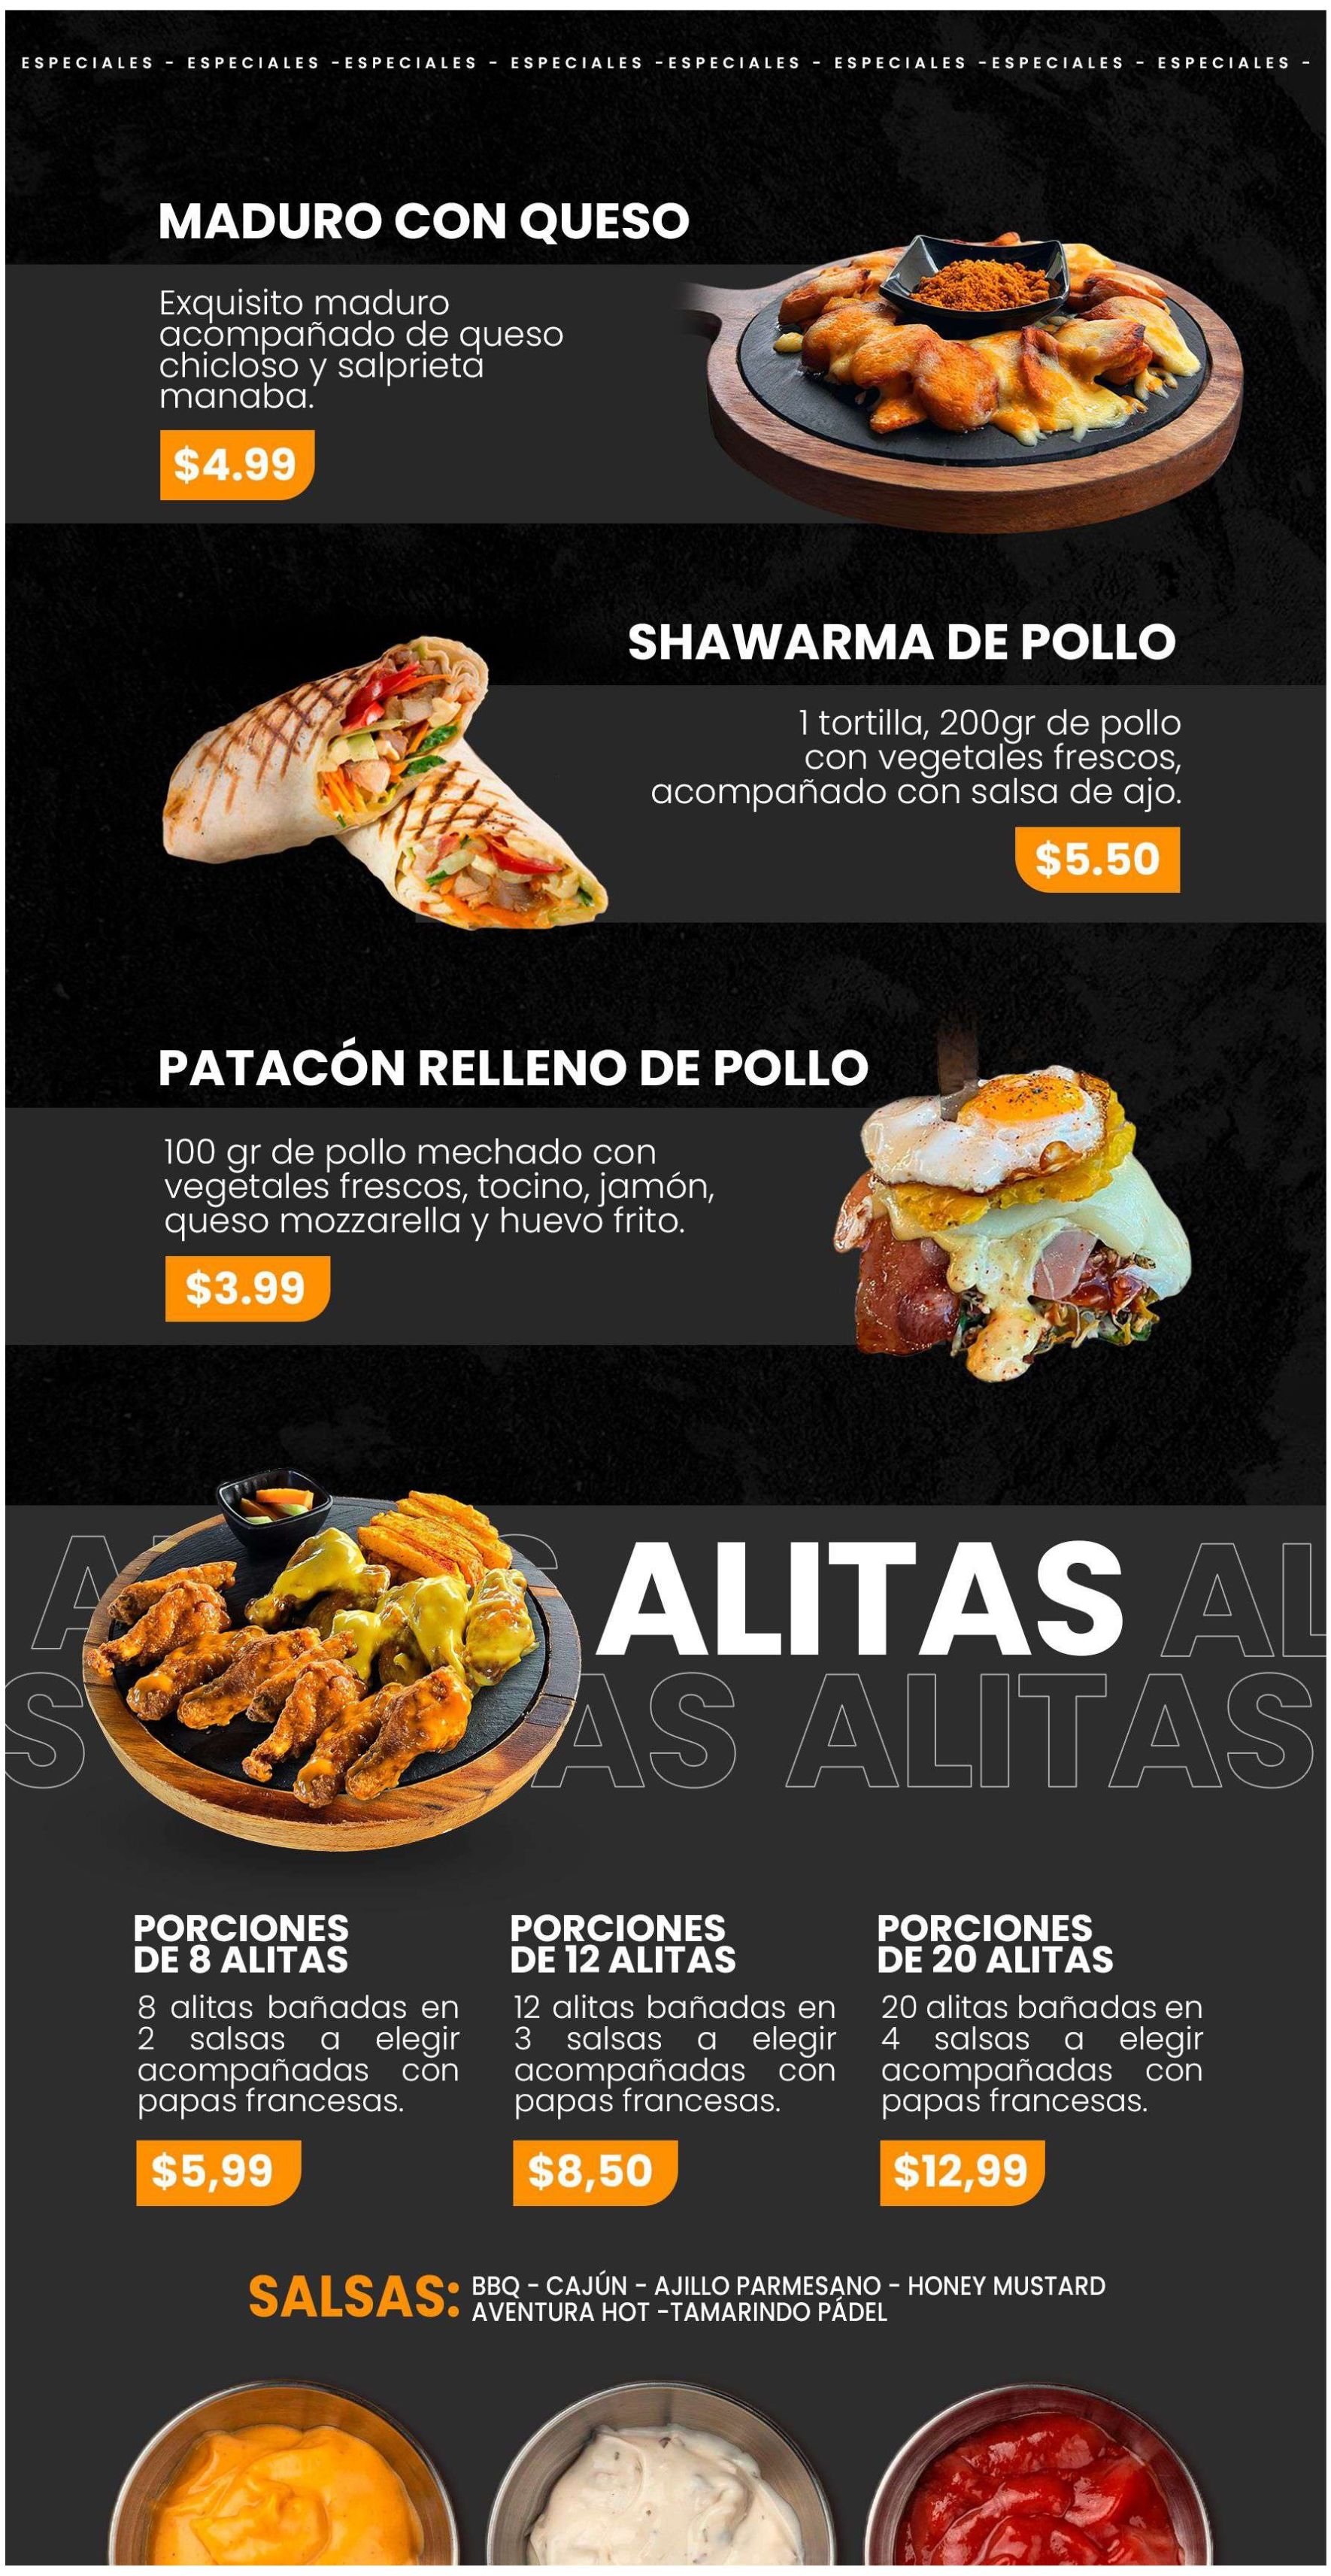 ESPECIALES - ESPECIALES -ESPECIALES - ESPECIALES -ESPECIALES - ESPECIALES -ESPECIALES - ESPECIALES -
MADURO CON QUESO
Exquisito maduro
acompañado de queso
chicloso y salprieta
manaba.
$4.99
SHAWARMA DE POLLO
1 tortilla, 200gr de pollo
con vegetales frescos,
acompañado con salsa de ajo.
$5.50
PATACÓN RELLENO DE POLLO
100 gr de pollo mechado con
vegetales frescos, tocino, jamón,
queso mozzarella y huevo frito.
$3.99
A S ALITAS AL
S AS ALITAS
PORCIONES
DE 8 ALITAS
8 alitas bañadas en
2 salsas a elegir
acompañadas con
papas francesas.
$5,99
PORCIONES
DE 12 ALITAS
12 alitas bañadas en
3 salsas a elegir
acompañadas con
papas francesas.
$8,50
PORCIONES
DE 20 ALITAS
20 alitas bañadas en
4 salsas a elegir
acompañadas con
papas francesas.
$12,99
SALSAS:
BBQ - CAJÚN - AJILLO PARMESANO - HONEY MUSTARD
AVENTURA HOT -TAMARINDO PÁDEL